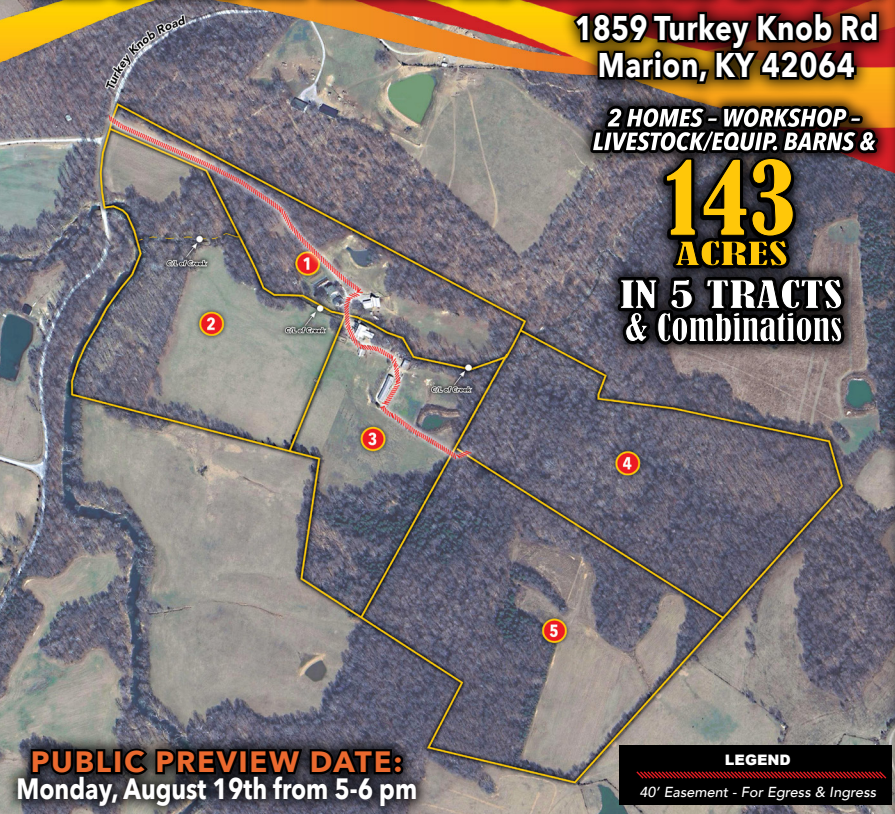 Turkey Knob Road
1859 Turkey Knob Rd
Marion, KY 42064
2 HOMES – WORKSHOP –
LIVESTOCK/EQUIP. BARNS &
143
ACRES
IN 5 TRACTS
& Combinations
C/L of Creek
1
2
C/L of Creek
C/L of Creek
3
4
5
PUBLIC PREVIEW DATE:
Monday, August 19th from 5-6 pm
LEGEND
40' Easement - For Egress & Ingress